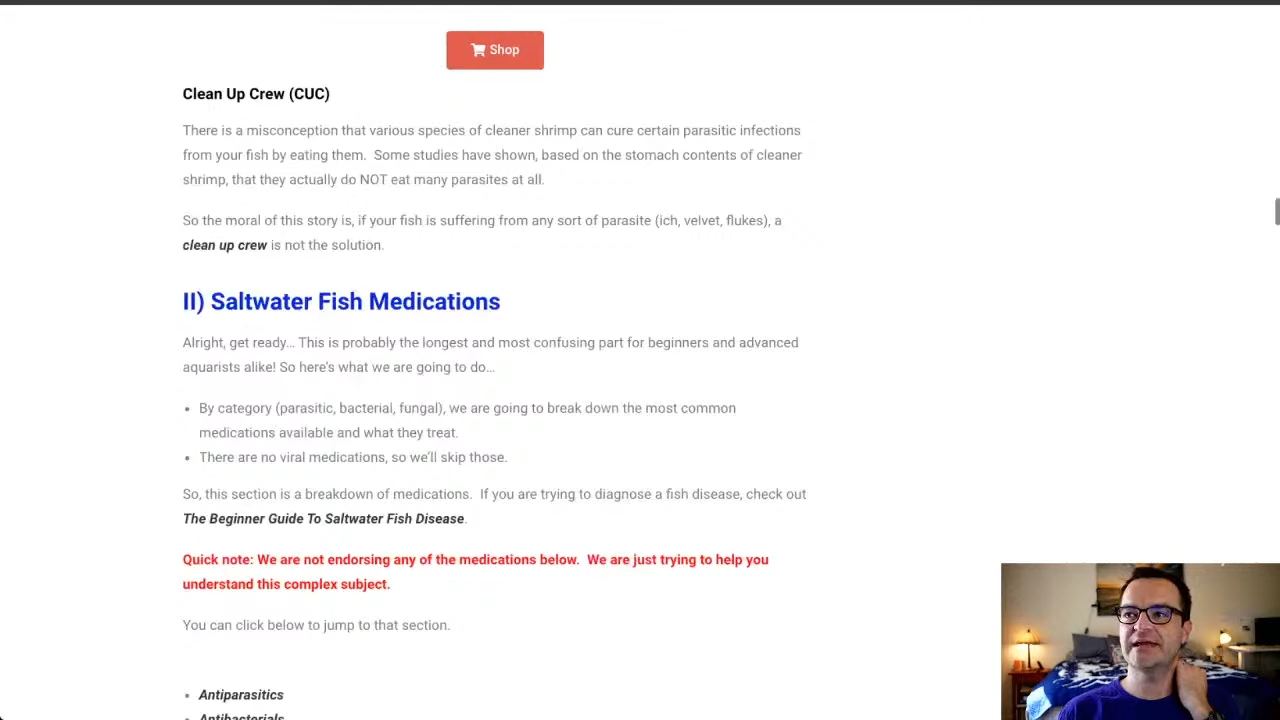 Shop
Clean Up Crew (CUC)
There is a misconception that various species of cleaner shrimp can cure certain parasitic infections
from your fish by eating them.  Some studies have shown, based on the stomach contents of cleaner
shrimp, that they actually do NOT eat many parasites at all.
So the moral of this story is, if your fish is suffering from any sort of parasite (ich, velvet, flukes), a
clean up crew is not the solution.
II) Saltwater Fish Medications
Alright, get ready… This is probably the longest and most confusing part for beginners and advanced
aquarists alike! So here's what we are going to do…
• By category (parasitic, bacterial, fungal), we are going to break down the most common
medications available and what they treat.
• There are no viral medications, so we'll skip those.
So, this section is a breakdown of medications.  If you are trying to diagnose a fish disease, check out
The Beginner Guide To Saltwater Fish Disease.
Quick note: We are not endorsing any of the medications below.  We are just trying to help you
understand this complex subject.
You can click below to jump to that section.
• Antiparasitics
• Antibacterials